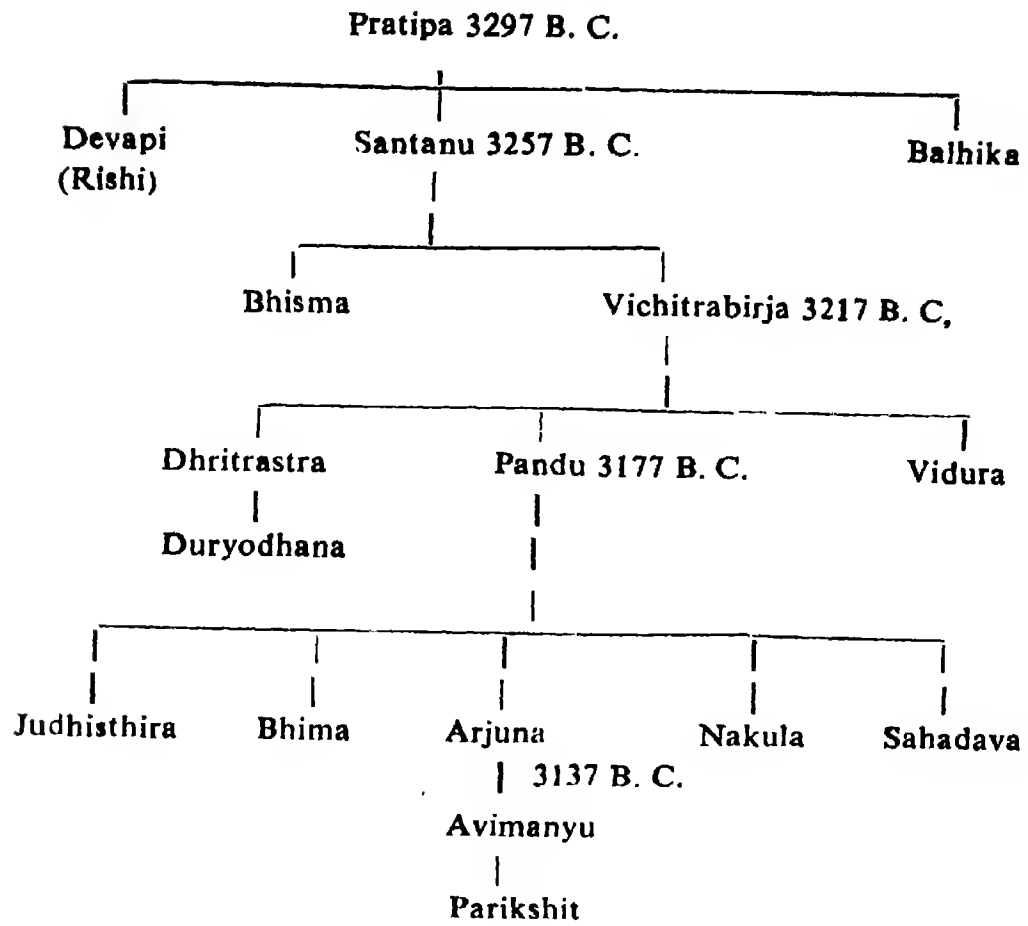 Pratipa 3297 B. C.
Devapi Santanu 3257 B. C. Balhika
(Rishi)
Bhisma Vichitrabirja 3217 B. C,
Dhritrastra Pandu 3177 B. C. Vidura
Duryodhana
Judhisthira Bhima Arjuna Nakula Sahadava
3137 B. C.
Avimanyu
Parikshit